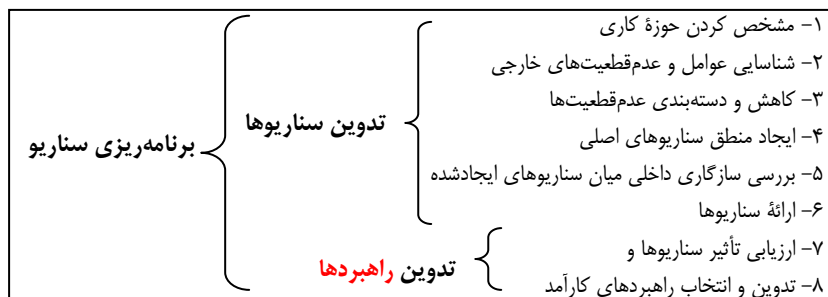 ۱- مشخص کردن حوزۀ کاری
۲- شناسایی عوامل و عدم‌قطعیت‌های خارجی
۳- کاهش و دسته‌بندی عدم‌قطعیت‌ها
۴- ایجاد منطق سناریوهای اصلی
۵- بررسی سازگاری داخلی میان سناریوهای ایجادشده
۶- ارائۀ سناریوها
۷- ارزیابی تأثیر سناریوها و
۸- تدوین و انتخاب راهبردهای کارآمد
تدوین سناریوها
تدوین راهبردها
برنامه‌ریزی سناریو